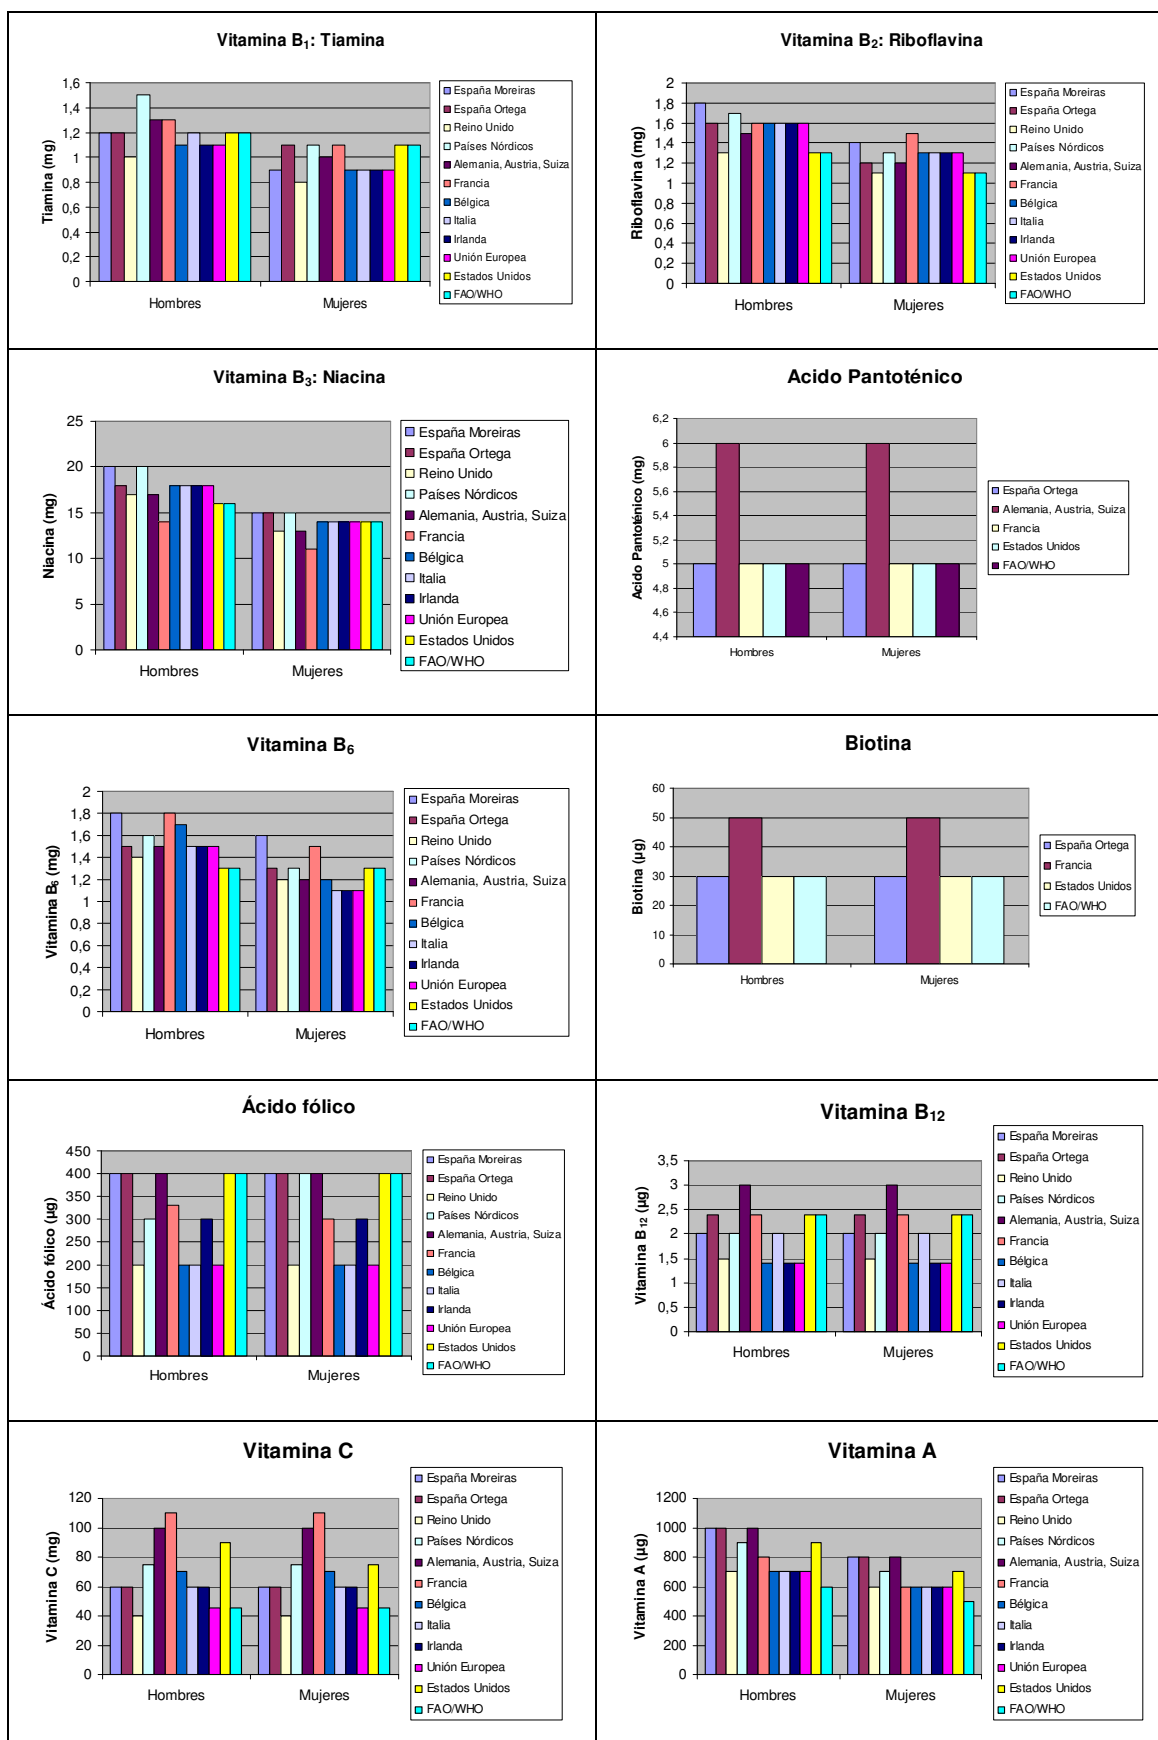 Vitamina B₁: Tiamina
Tiamina (mg)
1,6
1,4
1,2
1
0,8
0,6
0,4
0,2
0
Hombres
Mujeres
España Moreiras
España Ortega
Reino Unido
Países Nórdicos
Alemania, Austria, Suiza
Francia
Bélgica
Italia
Irlanda
Unión Europea
Estados Unidos
FAO/WHO
Vitamina B₂: Riboflavina
Riboflavina (mg)
2
1,8
1,6
1,4
1,2
1
0,8
0,6
0,4
0,2
0
Hombres
Mujeres
España Moreiras
España Ortega
Reino Unido
Países Nórdicos
Alemania, Austria, Suiza
Francia
Bélgica
Italia
Irlanda
Unión Europea
Estados Unidos
FAO/WHO
Vitamina B₃: Niacina
Niacina (mg)
25
20
15
10
5
0
Hombres
Mujeres
España Moreiras
España Ortega
Reino Unido
Países Nórdicos
Alemania, Austria, Suiza
Francia
Bélgica
Italia
Irlanda
Unión Europea
Estados Unidos
FAO/WHO
Acido Pantoténico
Acido Pantoténico (mg)
6,2
6
5,8
5,6
5,4
5,2
5
4,8
4,6
4,4
Hombres
Mujeres
España Ortega
Alemania, Austria, Suiza
Francia
Estados Unidos
FAO/WHO
Vitamina B₆
Vitamina B₆ (mg)
2
1,8
1,6
1,4
1,2
1
0,8
0,6
0,4
0,2
0
Hombres
Mujeres
España Moreiras
España Ortega
Reino Unido
Países Nórdicos
Alemania, Austria, Suiza
Francia
Bélgica
Italia
Irlanda
Unión Europea
Estados Unidos
FAO/WHO
Biotina
Biotina (µg)
60
50
40
30
20
10
0
Hombres
Mujeres
España Ortega
Francia
Estados Unidos
FAO/WHO
Ácido fólico
Ácido fólico (µg)
450
400
350
300
250
200
150
100
50
0
Hombres
Mujeres
España Moreiras
España Ortega
Reino Unido
Países Nórdicos
Alemania, Austria, Suiza
Francia
Bélgica
Italia
Irlanda
Unión Europea
Estados Unidos
FAO/WHO
Vitamina B₁₂
Vitamina B₁₂ (µg)
3,5
3
2,5
2
1,5
1
0,5
0
Hombres
Mujeres
España Moreiras
España Ortega
Reino Unido
Países Nórdicos
Alemania, Austria, Suiza
Francia
Bélgica
Italia
Irlanda
Unión Europea
Estados Unidos
FAO/WHO
Vitamina C
Vitamina C (mg)
120
100
80
60
40
20
0
Hombres
Mujeres
España Moreiras
España Ortega
Reino Unido
Países Nórdicos
Alemania, Austria, Suiza
Francia
Bélgica
Italia
Irlanda
Unión Europea
Estados Unidos
FAO/WHO
Vitamina A
Vitamina A (µg)
1200
1000
800
600
400
200
0
Hombres
Mujeres
España Moreiras
España Ortega
Reino Unido
Países Nórdicos
Alemania, Austria, Suiza
Francia
Bélgica
Italia
Irlanda
Unión Europea
Estados Unidos
FAO/WHO